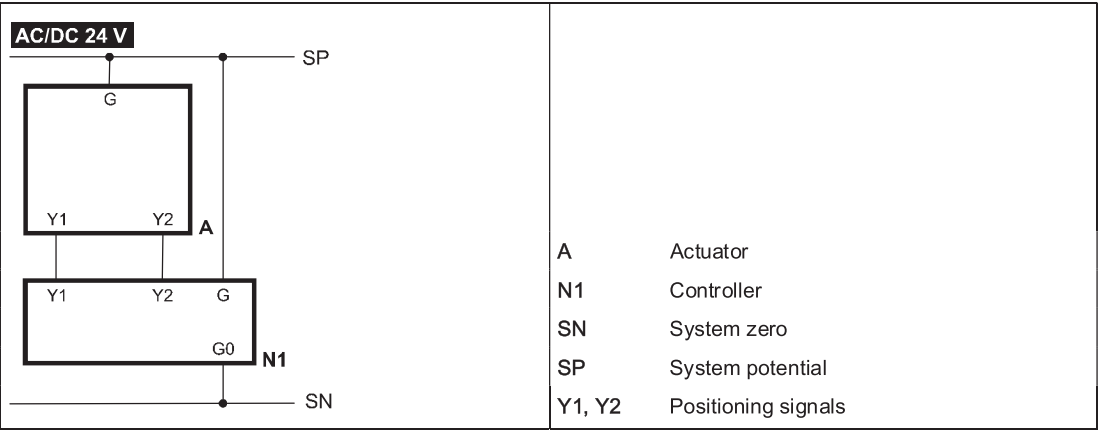 AC/DC 24 V
SP
G
Y1 Y2
A
Y1 Y2 G
G0
N1
SN
A Actuator
N1 Controller
SN System zero
SP System potential
Y1, Y2 Positioning signals